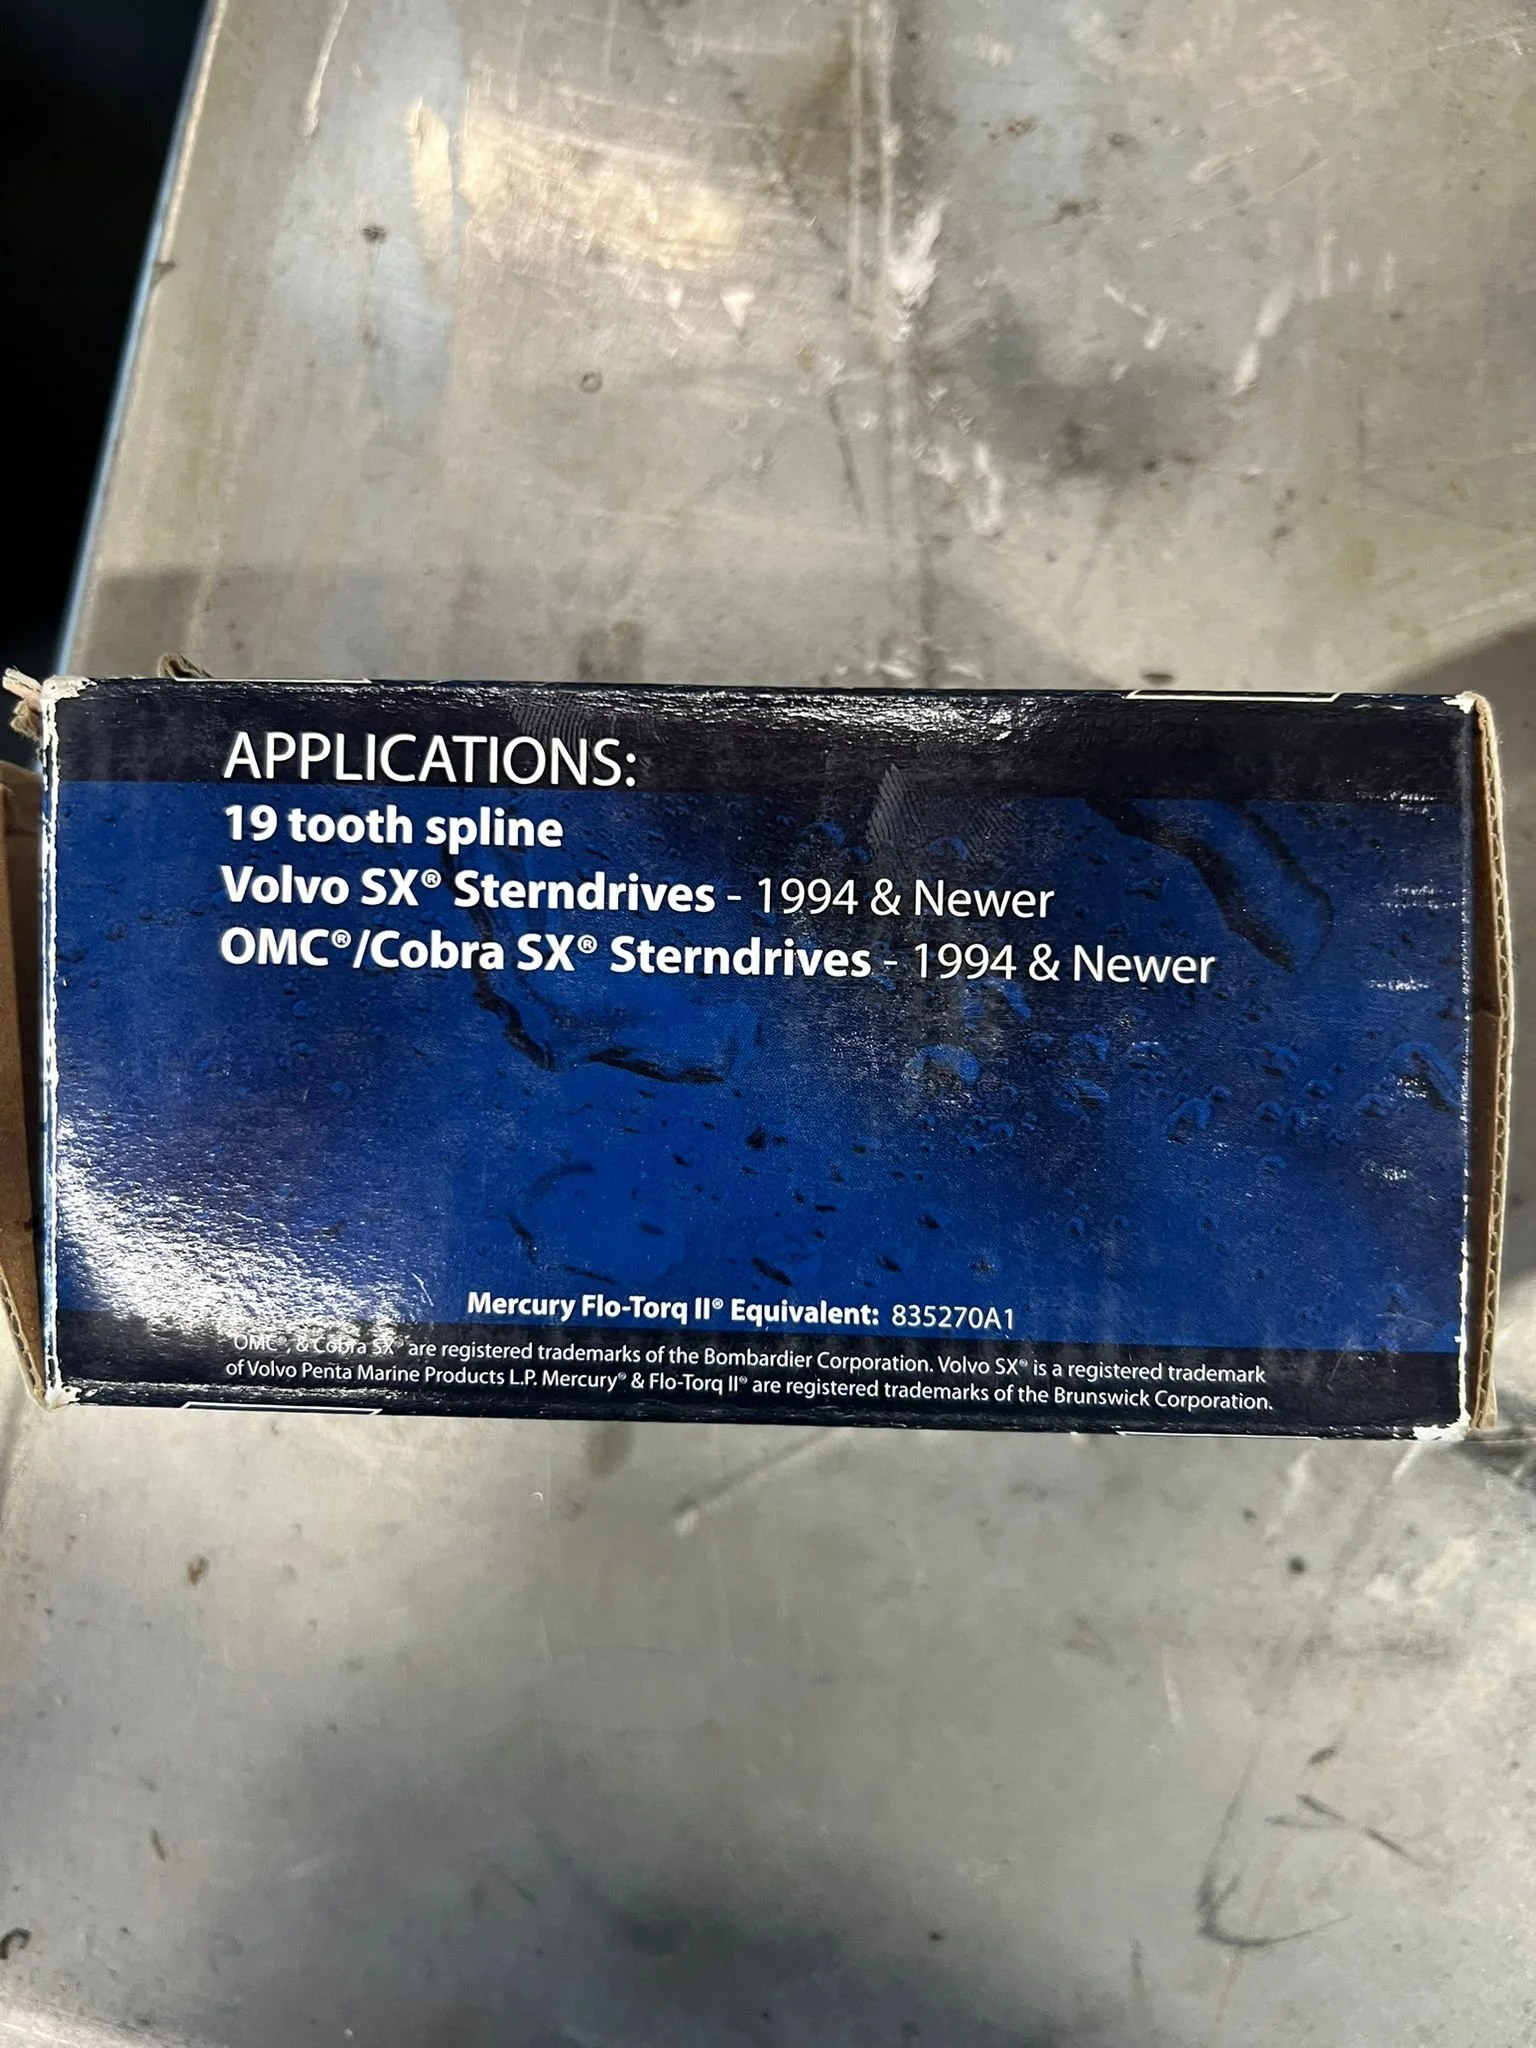 APPLICATIONS:
19 tooth spline
Volvo SX® Sterndrives - 1994 & Newer
OMC®/Cobra SX® Sterndrives - 1994 & Newer
Mercury Flo-Torq II® Equivalent: 835270A1
OMC®, & Cobra SX® are registered trademarks of the Bombardier Corporation. Volvo SX® is a registered trademark
of Volvo Penta Marine Products L.P. Mercury® & Flo-Torq II® are registered trademarks of the Brunswick Corporation.